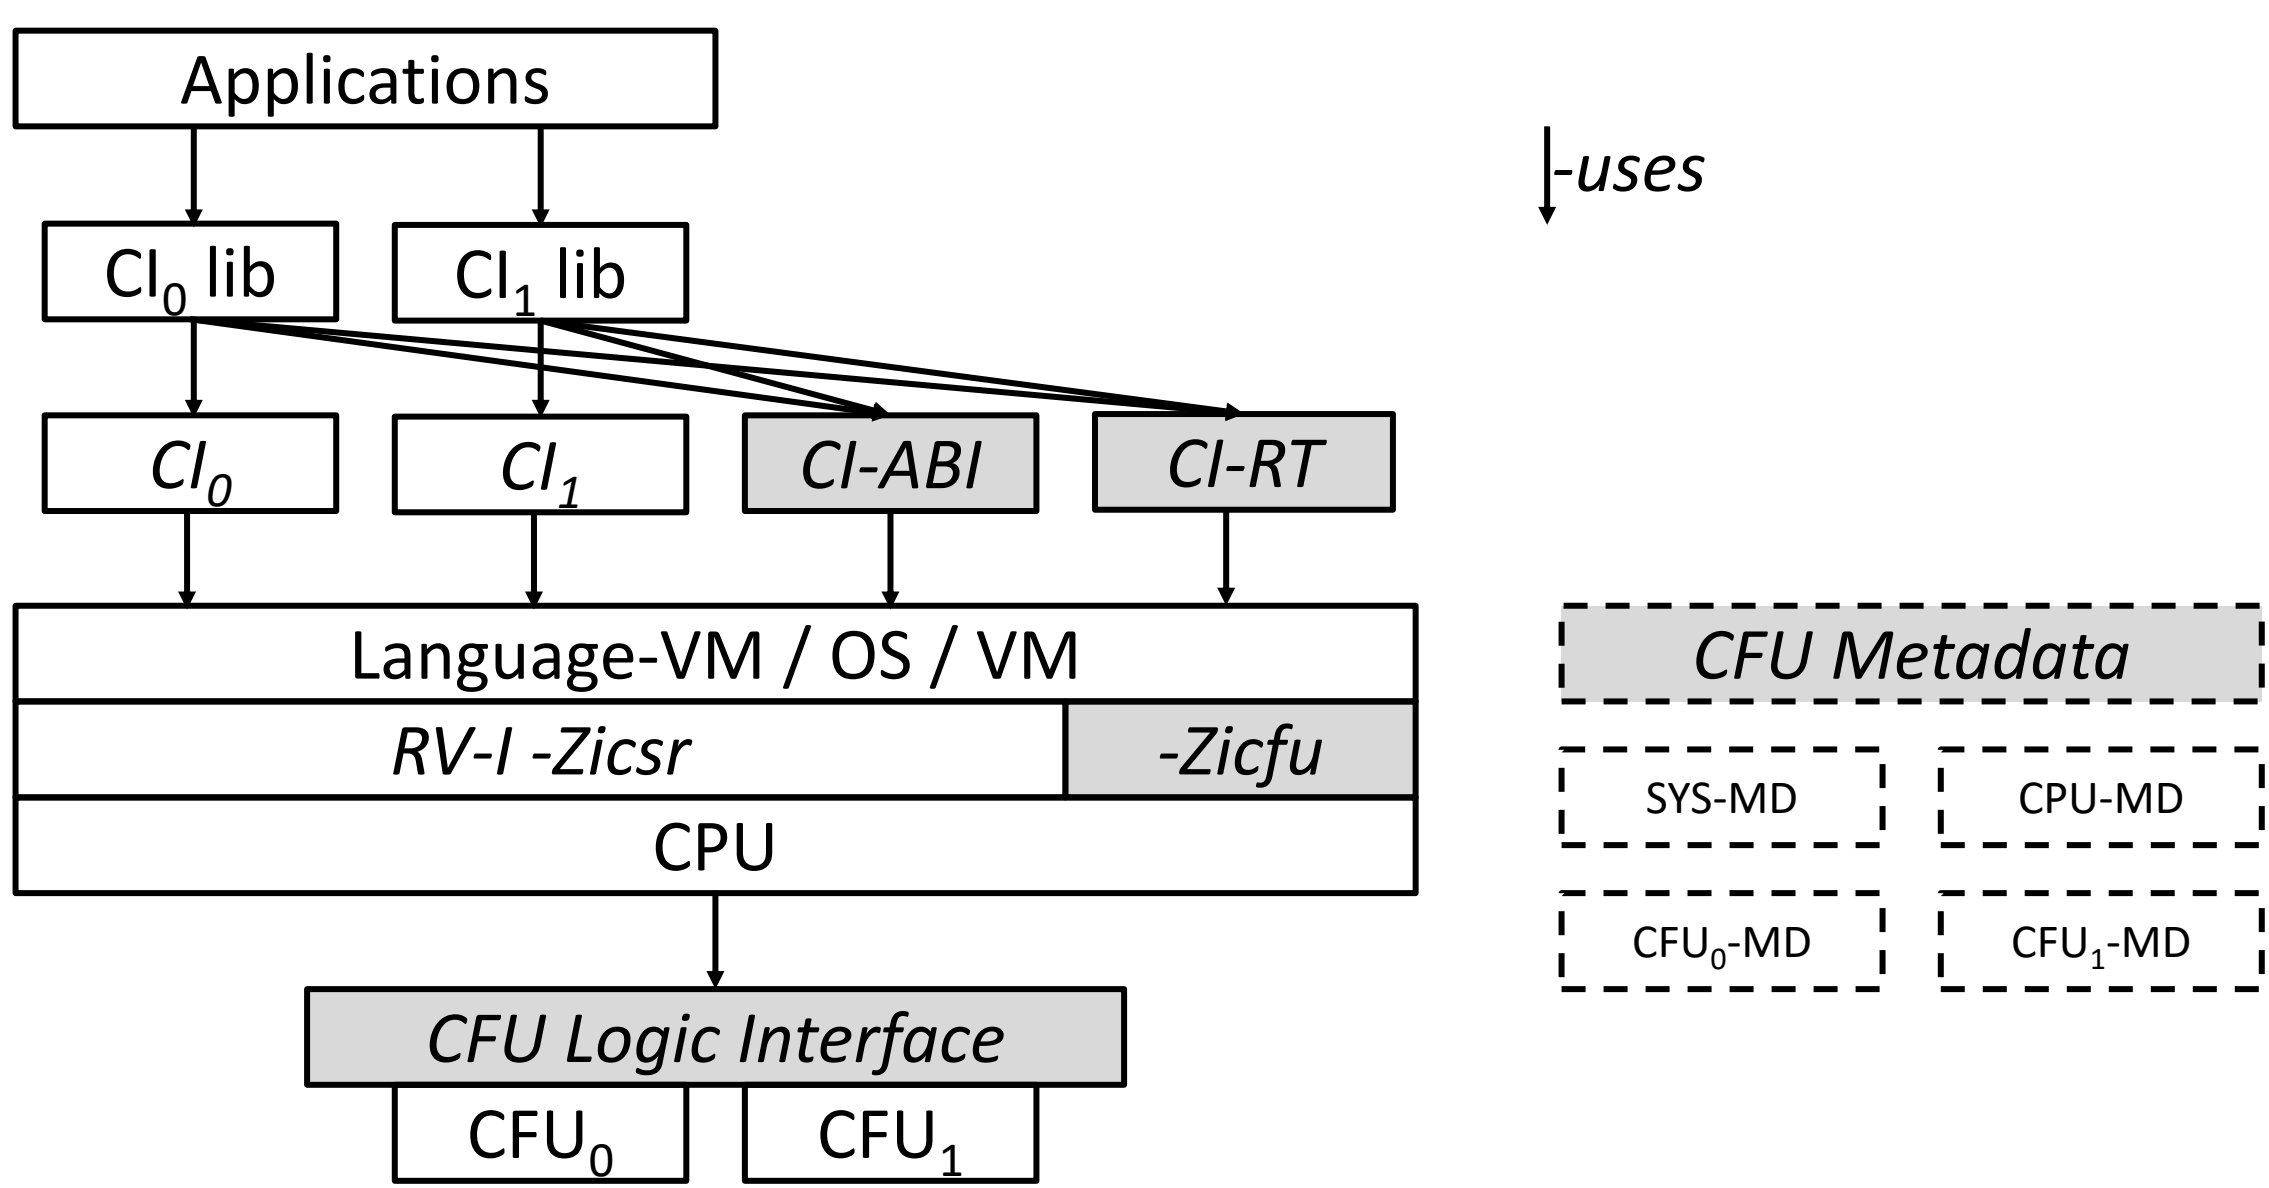 Applications
-uses
CI₀ lib
CI₁ lib
CI₀
CI₁
CI-ABI
CI-RT
Language-VM / OS / VM
RV-I -Zicsr
-Zicfu
CPU
CFU Metadata
SYS-MD
CPU-MD
CFU₀-MD
CFU₁-MD
CFU Logic Interface
CFU₀
CFU₁